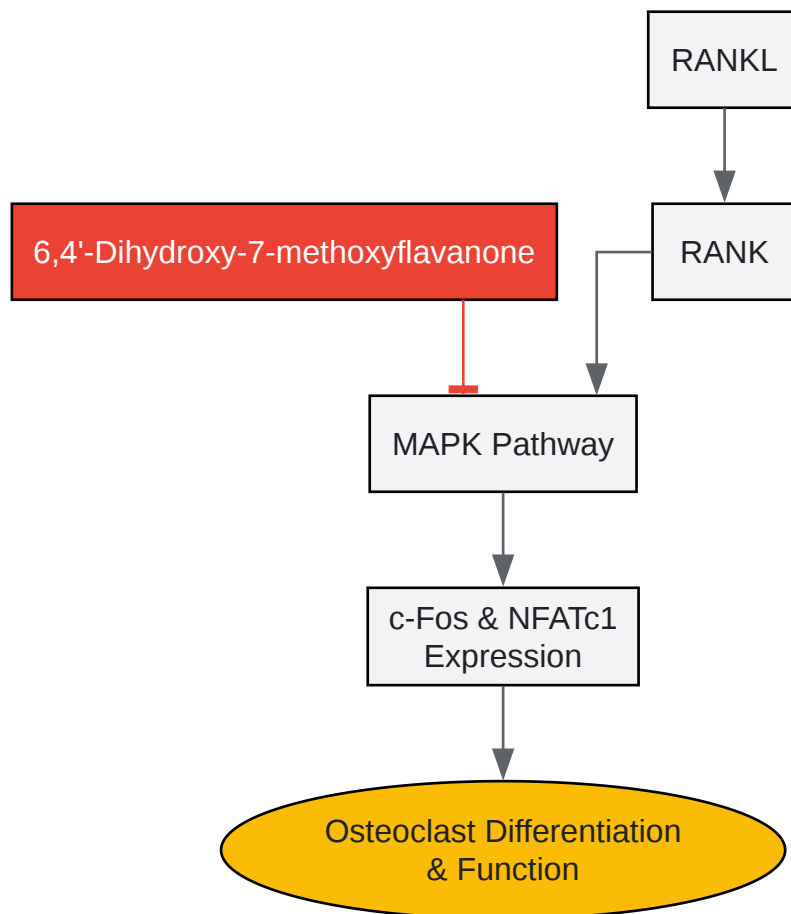 RANKL
6,4'-Dihydroxy-7-methoxyflavanone
RANK
MAPK Pathway
c-Fos & NFATc1
Expression
Osteoclast Differentiation
& Function